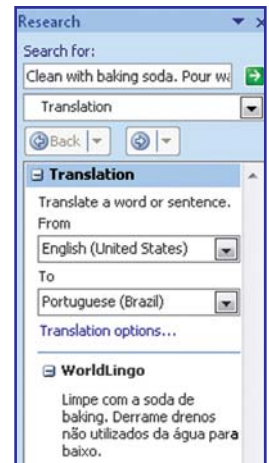 Research
Search for:
Clean with baking soda. Pour wa
Translation
Back
Translation
Translate a word or sentence.
From
English (United States)
To
Portuguese (Brazil)
Translation options...
WorldLingo
Limpe com a soda de
baking. Derrame drenos
não utilizados da água para
baixo.